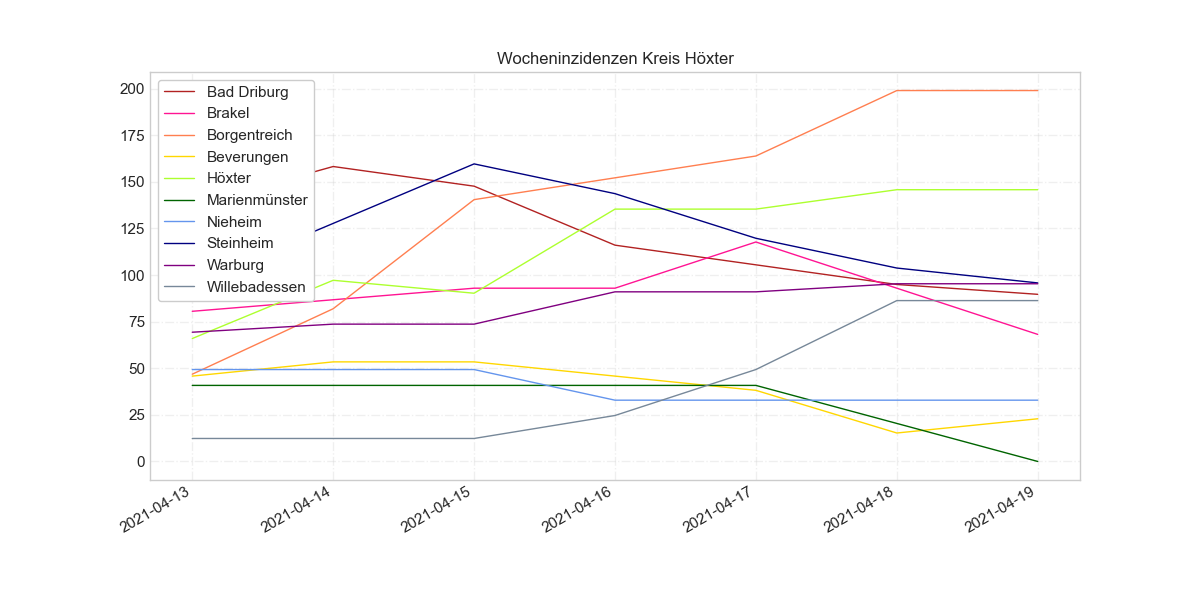 Wocheninzidenzen Kreis Höxter
200
175
150
125
100
75
50
25
0
Bad Driburg
Brakel
Borgentreich
Beverungen
Höxter
Marienmünster
Nieheim
Steinheim
Warburg
Willebadessen
2021-04-13
2021-04-14
2021-04-15
2021-04-16
2021-04-17
2021-04-18
2021-04-19